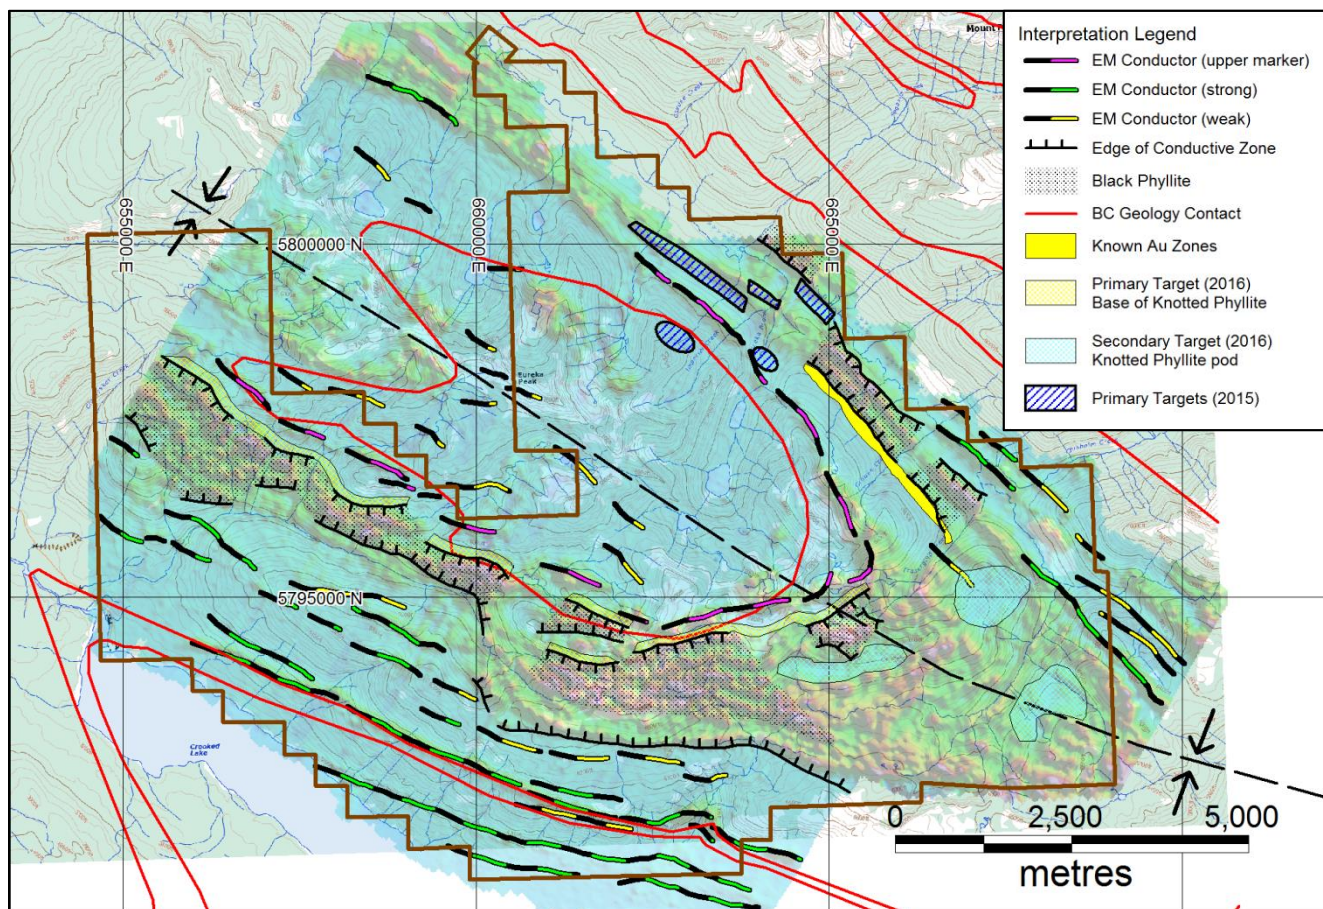 Mount
Interpretation Legend
EM Conductor (upper marker)
EM Conductor (strong)
EM Conductor (weak)
Edge of Conductive Zone
Black Phyllite
BC Geology Contact
Known Au Zones
Primary Target (2016)
Base of Knotted Phyllite
Secondary Target (2016)
Knotted Phyllite pod
Primary Targets (2015)
655000 E
660000 E
665000 E
5800000 N
Eureka
Peak
5795000 N
Crooked
Lake
0 2,500 5,000
metres